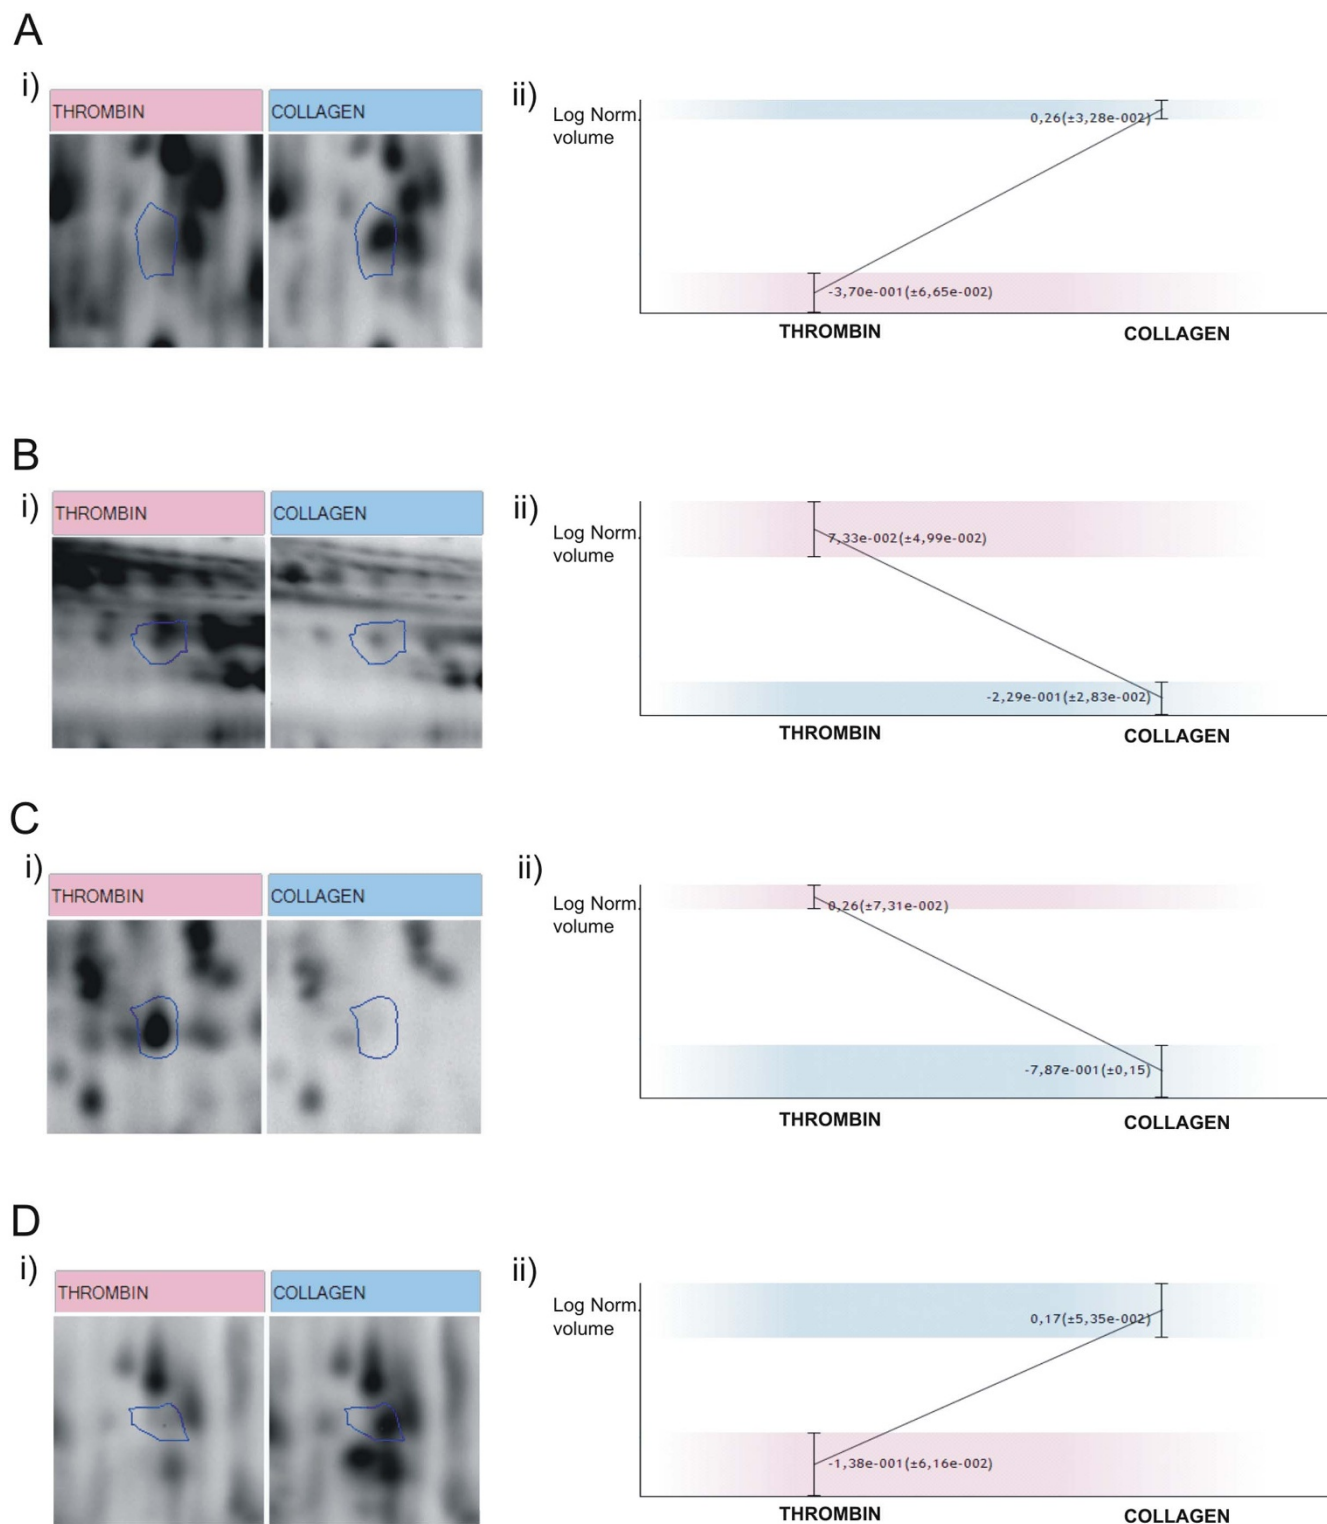 A
i)
THROMBIN
COLLAGEN
ii)
Log Norm.
volume
0,26(±3,28e-002)
-3,70e-001(±6,65e-002)
THROMBIN
COLLAGEN
B
i)
THROMBIN
COLLAGEN
ii)
Log Norm.
volume
7,33e-002(±4,99e-002)
-2,29e-001(±2,83e-002)
THROMBIN
COLLAGEN
C
i)
THROMBIN
COLLAGEN
ii)
Log Norm.
volume
0,26(±7,31e-002)
-7,87e-001(±0,15)
THROMBIN
COLLAGEN
D
i)
THROMBIN
COLLAGEN
ii)
Log Norm.
volume
0,17(±5,35e-002)
-1,38e-001(±6,16e-002)
THROMBIN
COLLAGEN